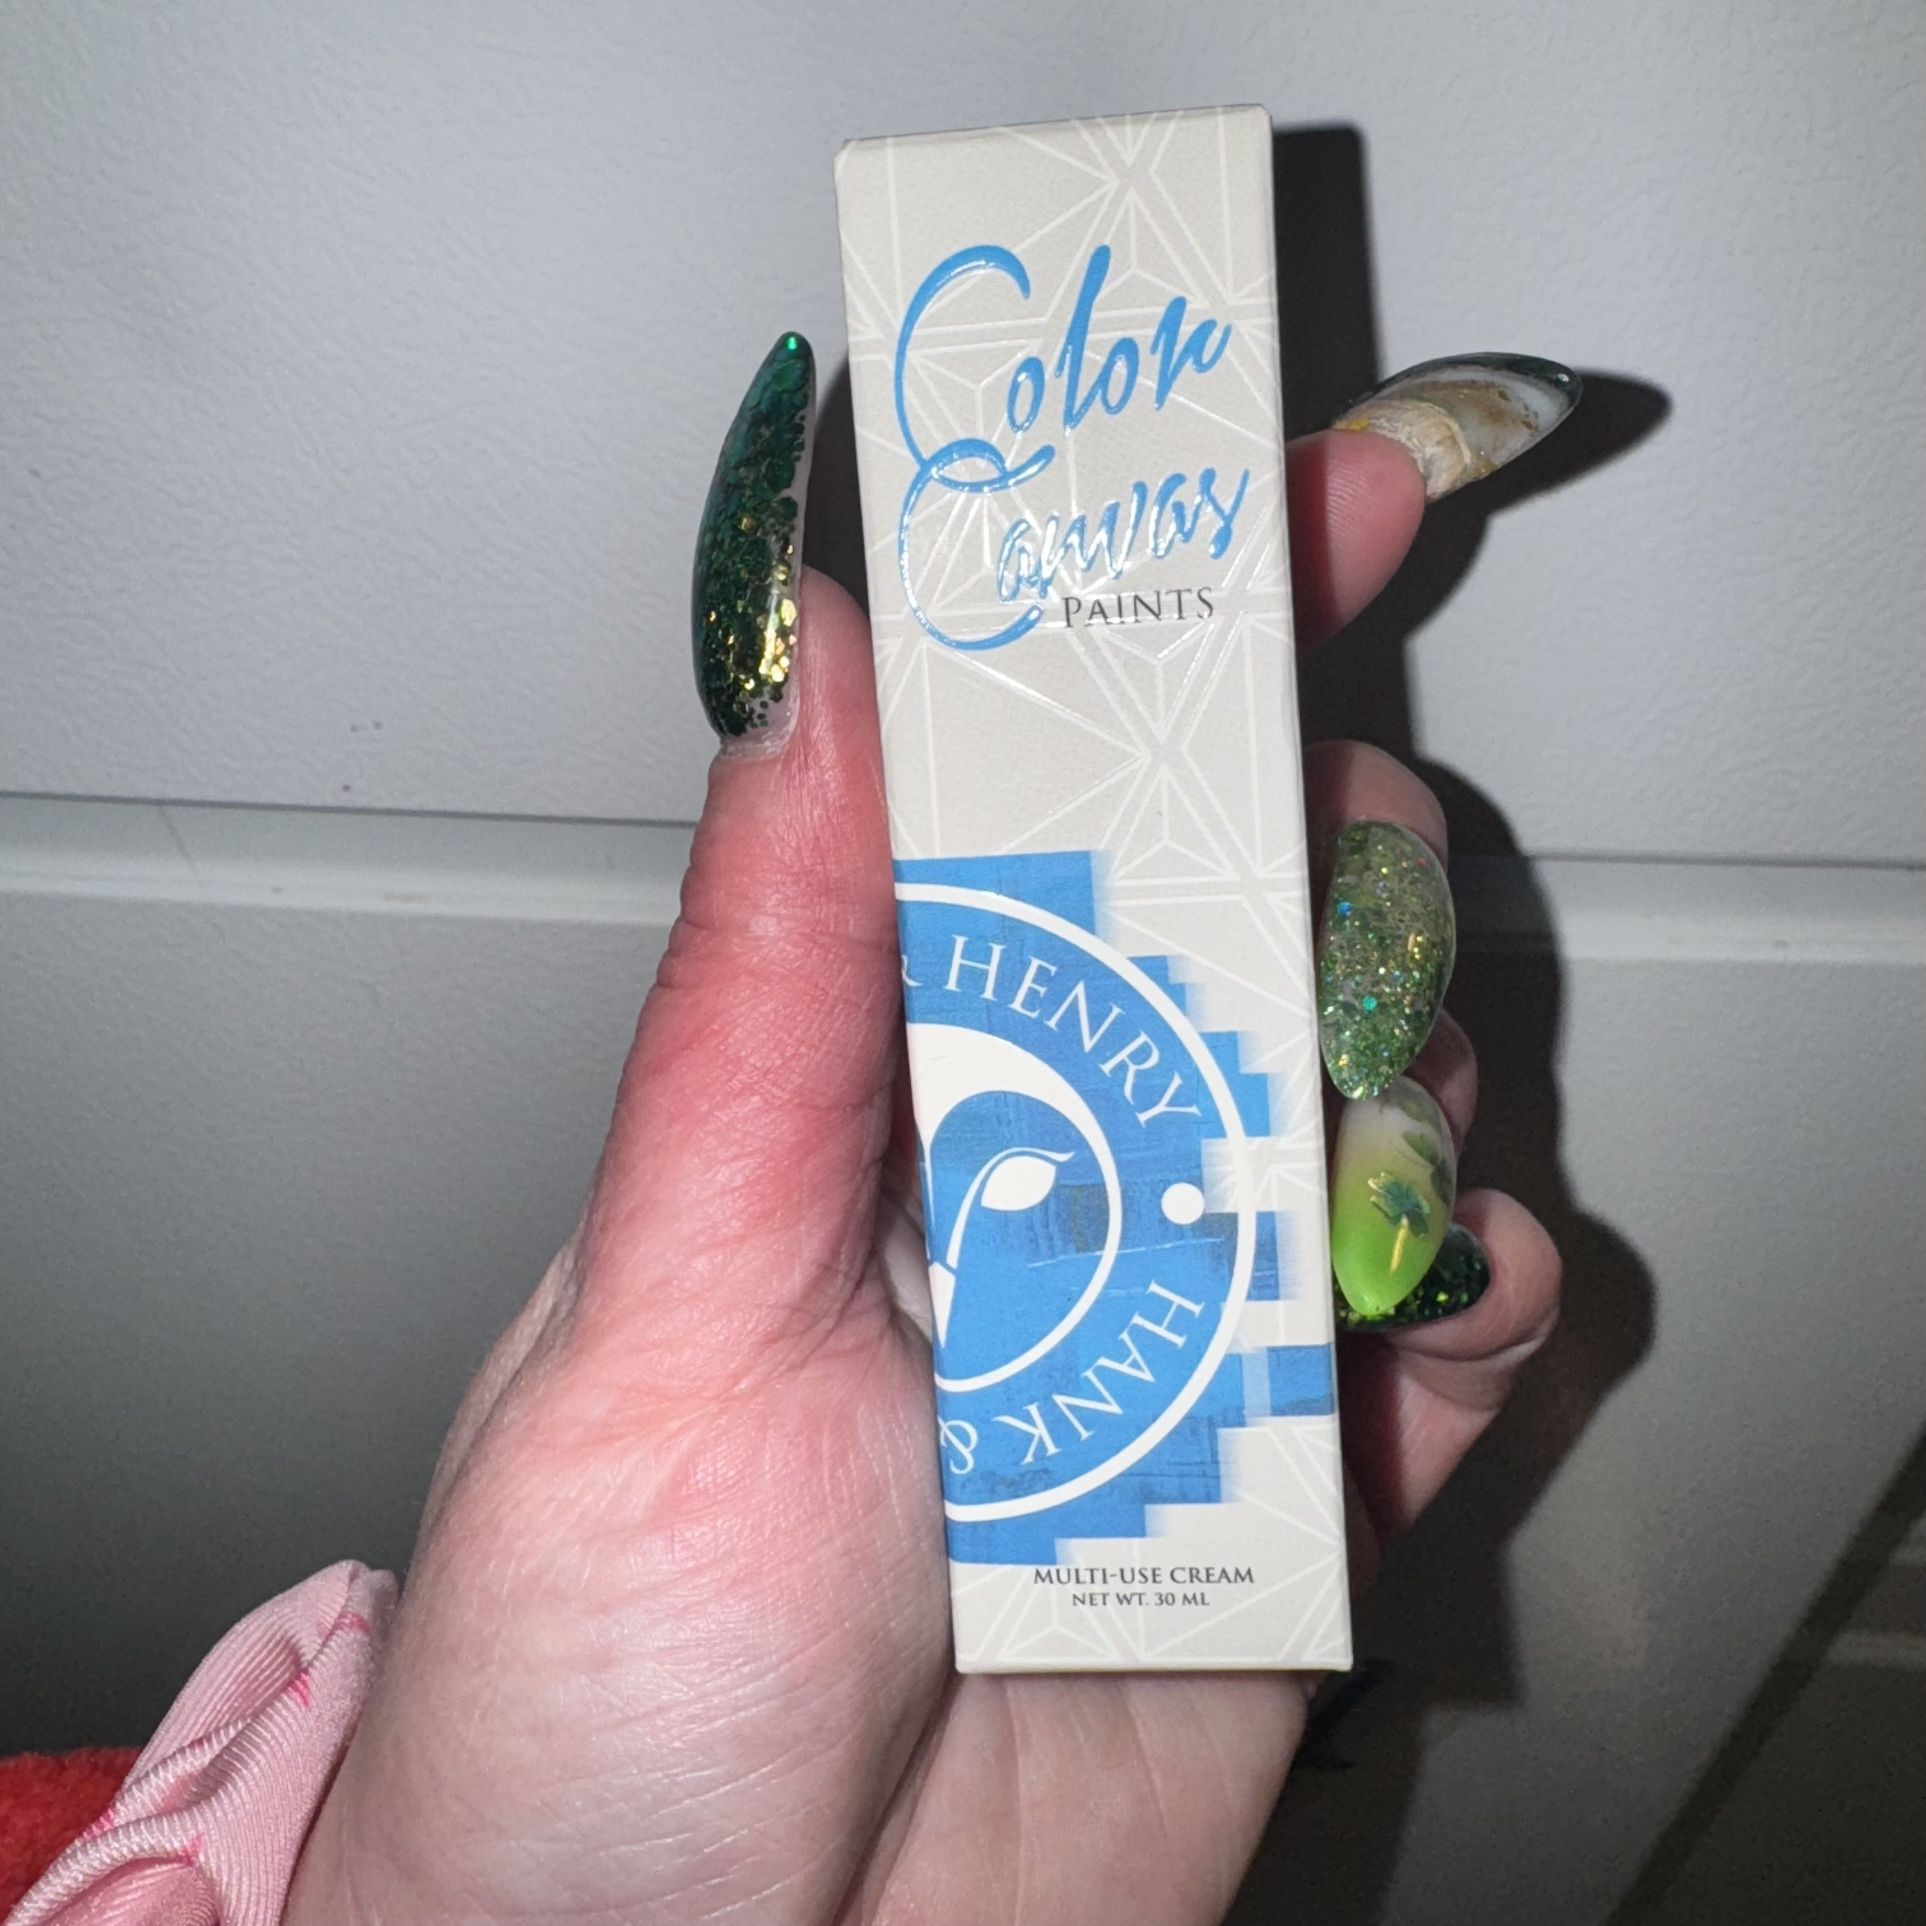 Color
Canvas
PAINTS
& HENRY
HANK &
MULTI-USE CREAM
NET WT. 30 ML